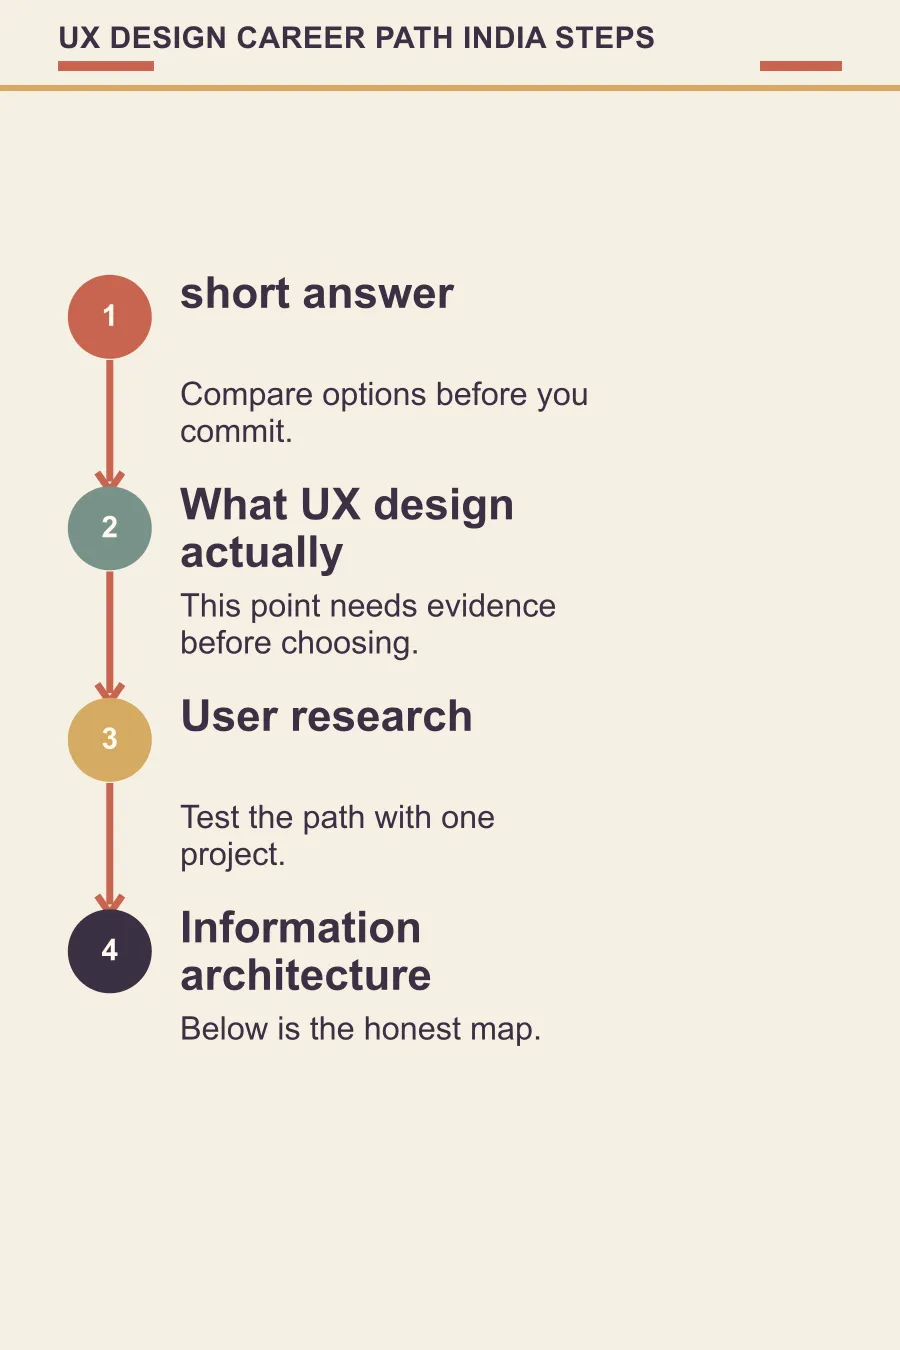 UX DESIGN CAREER PATH INDIA STEPS
1
short answer
Compare options before you
commit.
2
What UX design
actually
This point needs evidence
before choosing.
3
User research
Test the path with one
project.
4
Information
architecture
Below is the honest map.